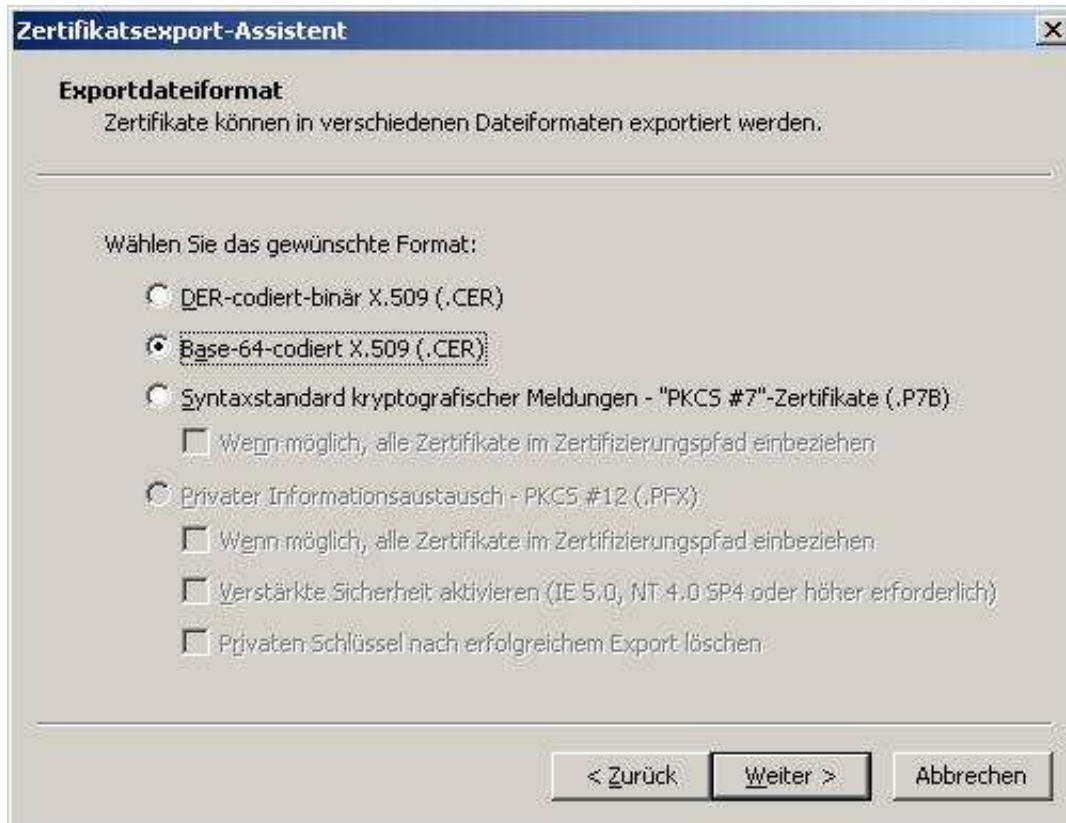 Zertifikatsexport-Assistent
Exportdateiformat
Zertifikate können in verschiedenen Dateiformaten exportiert werden.
Wählen Sie das gewünschte Format:
DER-codiert-binär X.509 (.CER)
Base-64-codiert X.509 (.CER)
Syntaxstandard kryptografischer Meldungen - "PKCS #7"-Zertifikate (.P7B)
Wenn möglich, alle Zertifikate im Zertifizierungspfad einbeziehen
Privater Informationsaustausch - PKCS #12 (.PFX)
Wenn möglich, alle Zertifikate im Zertifizierungspfad einbeziehen
Verstärkte Sicherheit aktivieren (IE 5.0, NT 4.0 SP4 oder höher erforderlich)
Privaten Schlüssel nach erfolgreichem Export löschen
< Zurück Weiter > Abbrechen